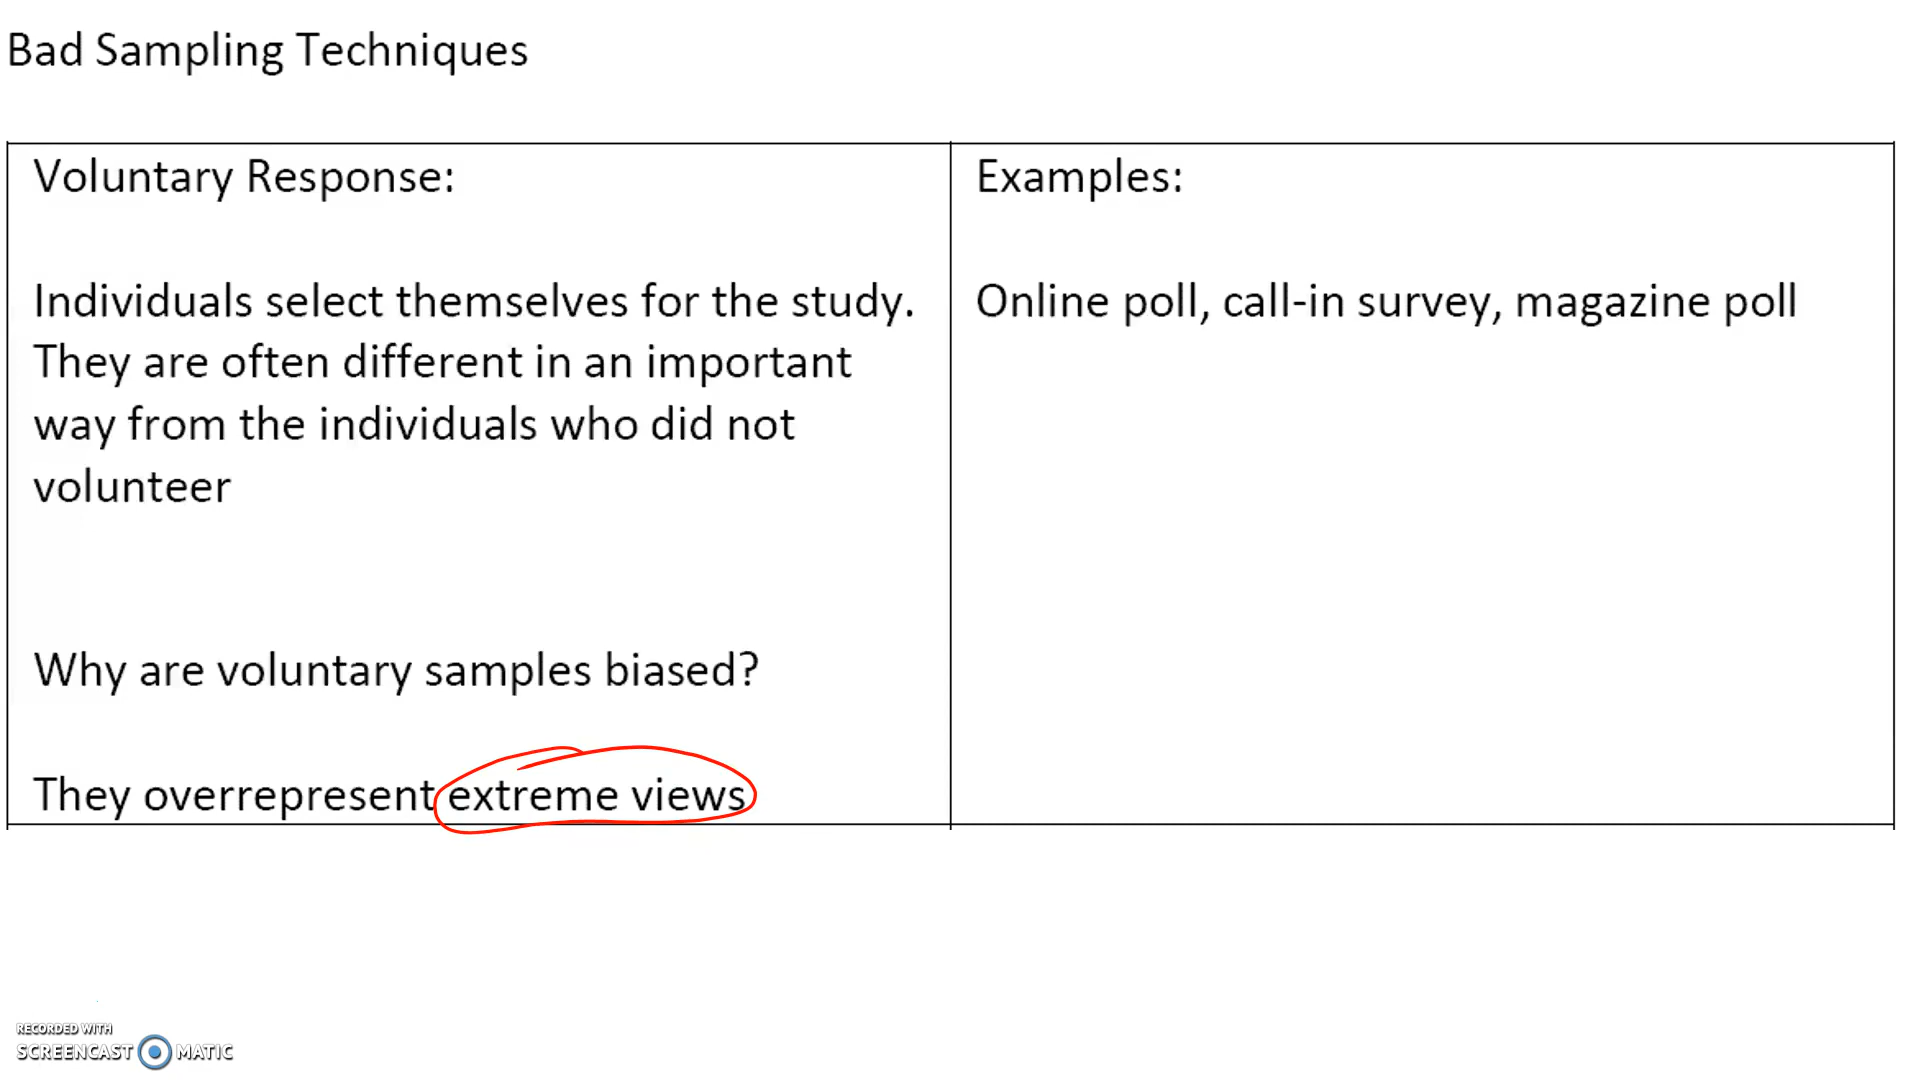 Bad Sampling Techniques
Voluntary Response:
Individuals select themselves for the study.
They are often different in an important
way from the individuals who did not
volunteer
Why are voluntary samples biased?
They overrepresent extreme views
Examples:
Online poll, call-in survey, magazine poll
RECORDED WITH
SCREENCAST MATIC